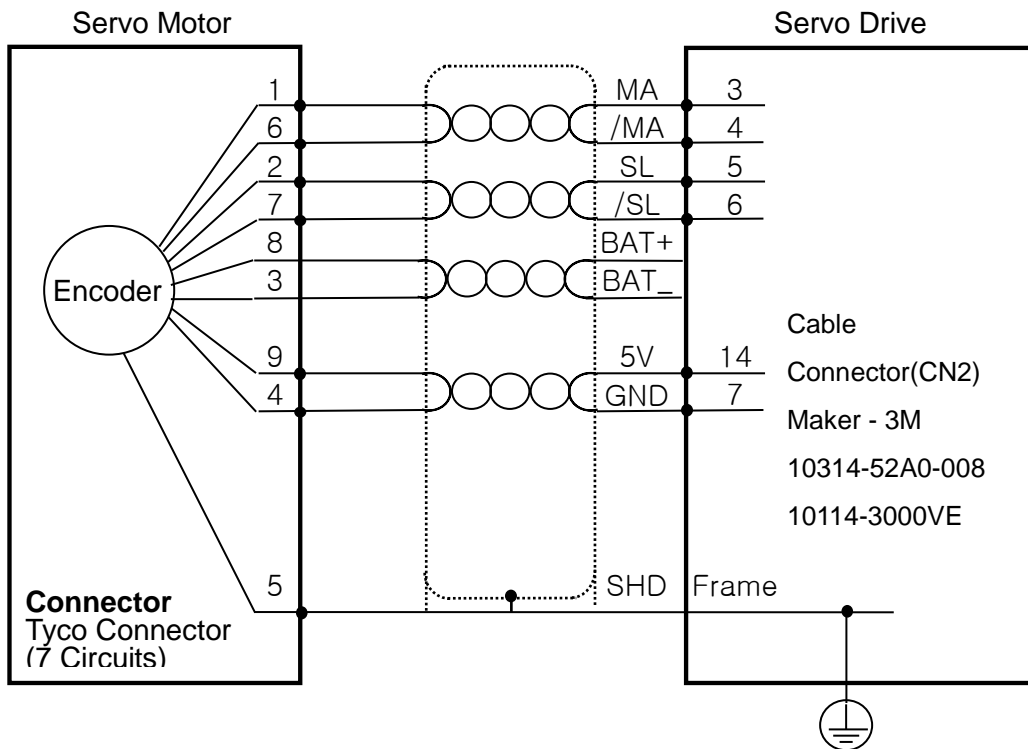 Servo Motor
Servo Drive
1 MA 3
6 /MA 4
2 SL 5
7 /SL 6
8 BAT+
3 BAT_
Encoder
9 5V 14
4 GND 7
Cable
Connector(CN2)
Maker - 3M
10314-52A0-008
10114-3000VE
5 SHD Frame
Connector
Tyco Connector
(7 Circuits)